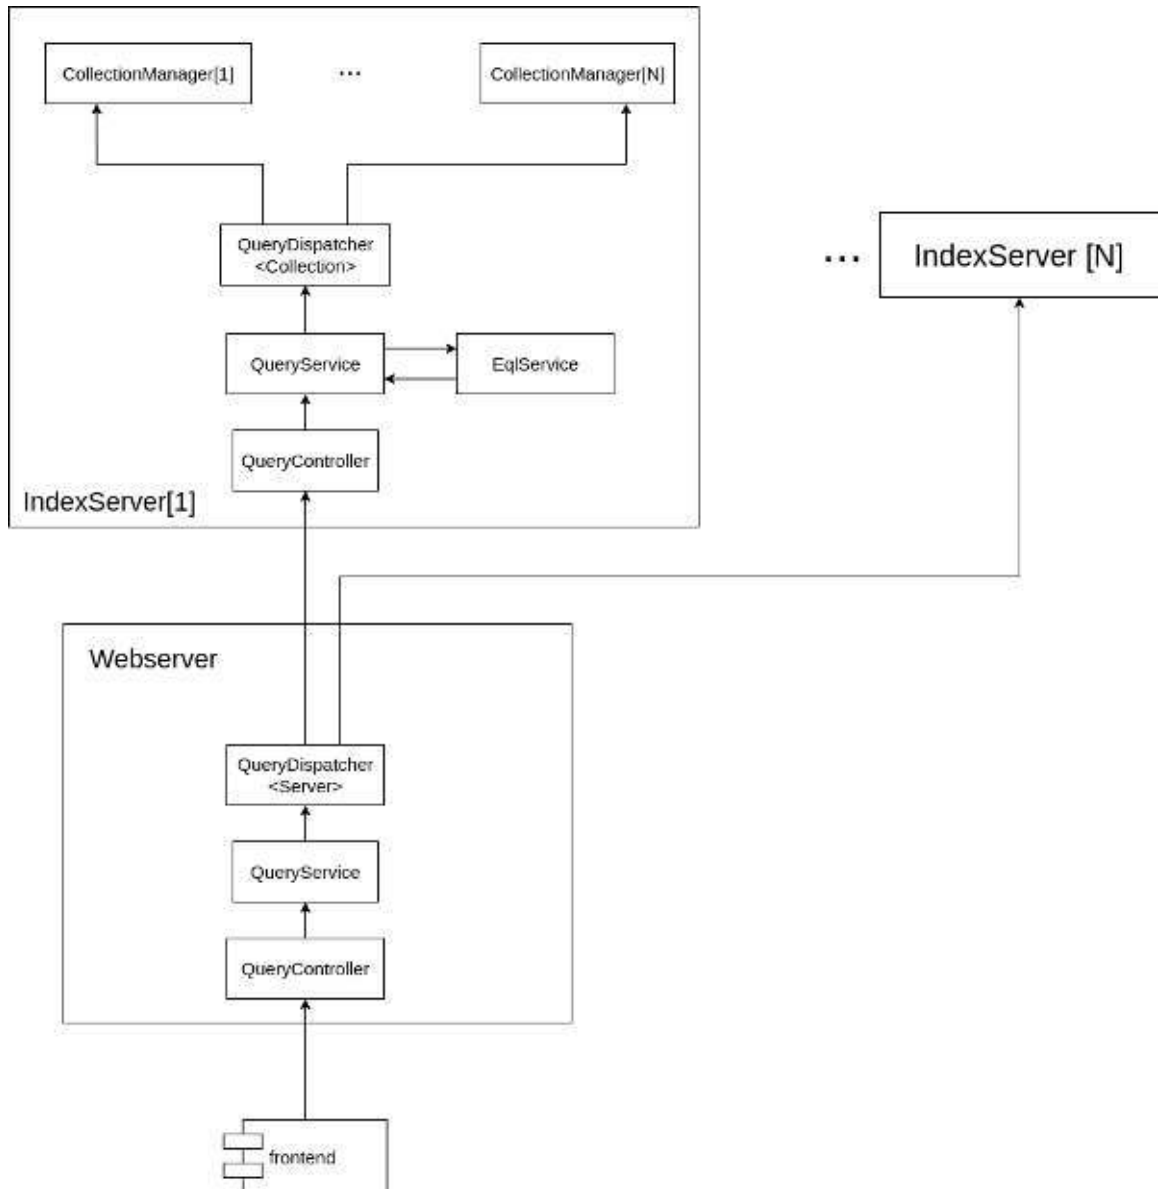 CollectionManager[1]
...
CollectionManager[N]
QueryDispatcher
<Collection>
... IndexServer [N]
QueryService
EqlService
QueryController
IndexServer[1]
Webserver
QueryDispatcher
<Server>
QueryService
QueryController
frontend